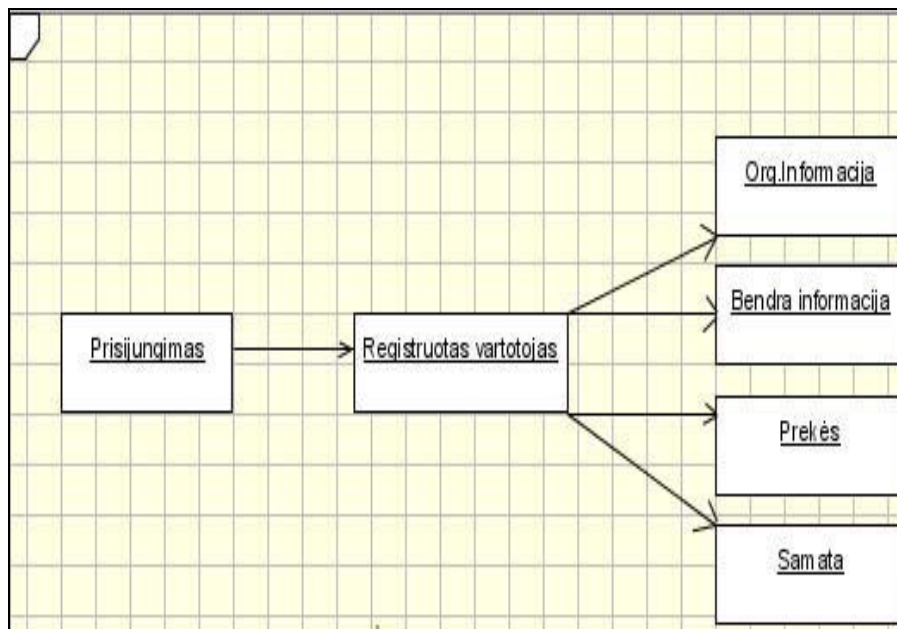 Org.Informacija
Bendra informacija
Prisijungimas
Registruotas vartotojas
Prekės
Samata